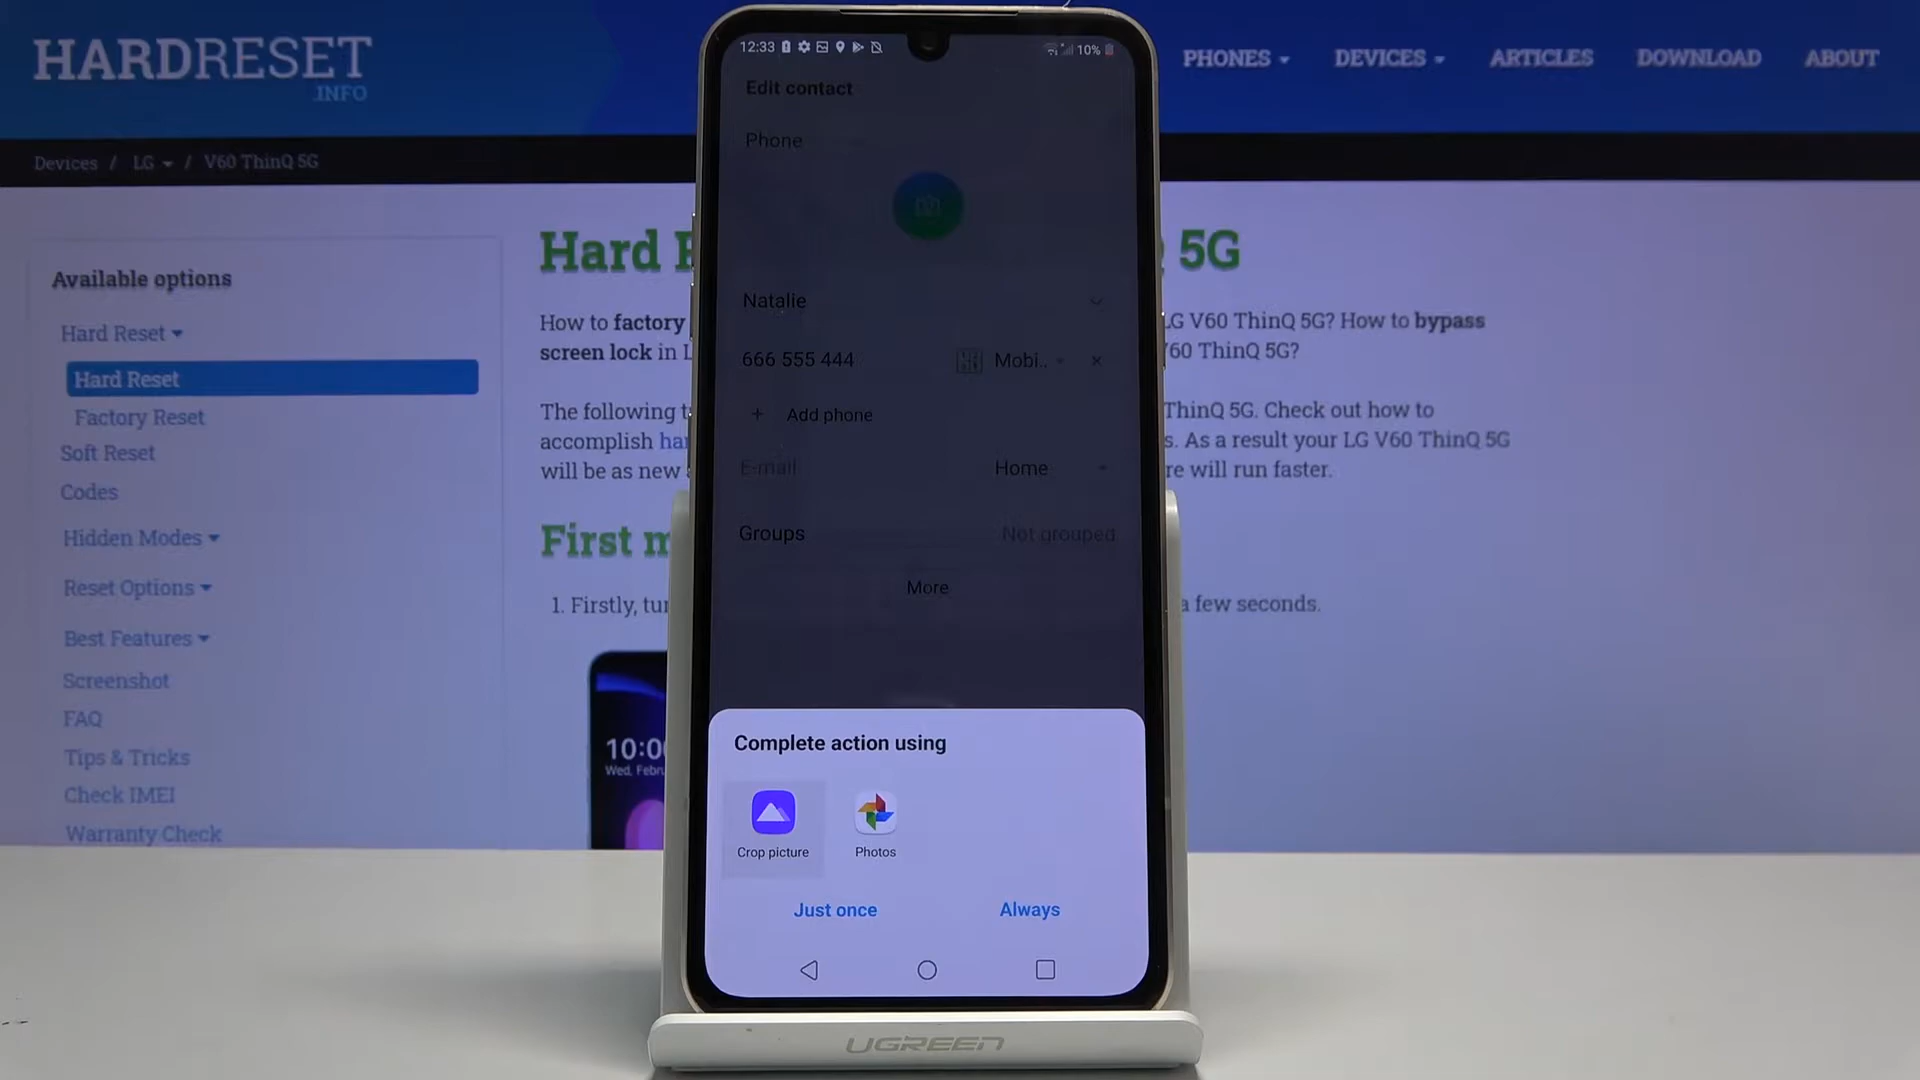 HARDRESET
.INFO
PHONES
DEVICES
ARTICLES
DOWNLOAD
ABOUT
Devices / LG / V60 ThinQ 5G
Available options
Hard Reset
Hard Reset
Factory Reset
Soft Reset
Codes
Hidden Modes
Reset Options
Best Features
Screenshot
FAQ
Tips & Tricks
Check IMEI
Warranty Check
Hard 5G
How to factory LG V60 ThinQ 5G? How to bypass
screen lock in V60 ThinQ 5G?
The following ThinQ 5G. Check out how to
accomplish s. As a result your LG V60 ThinQ 5G
will be as new re will run faster.
First
1. Firstly, a few seconds.
10:00
Wed, Febru
12:33
10%
Edit contact
Phone
Natalie
666 555 444 Mobi..
+ Add phone
E-mail Home
Groups Not grouped
More
Complete action using
Crop picture
Photos
Just once
Always
UGREEN